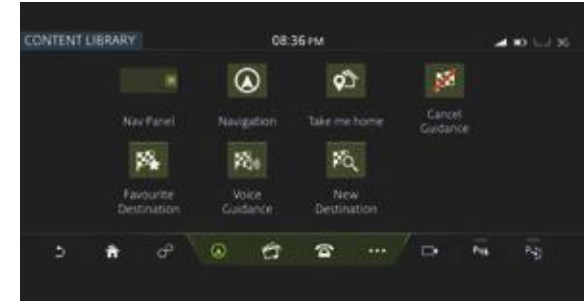 CONTENT LIBRARY
08:36 PM
3G
Nav Panel
Navigation
Take me home
Cancel
Guidance
Favourite
Destination
Voice
Guidance
New
Destination